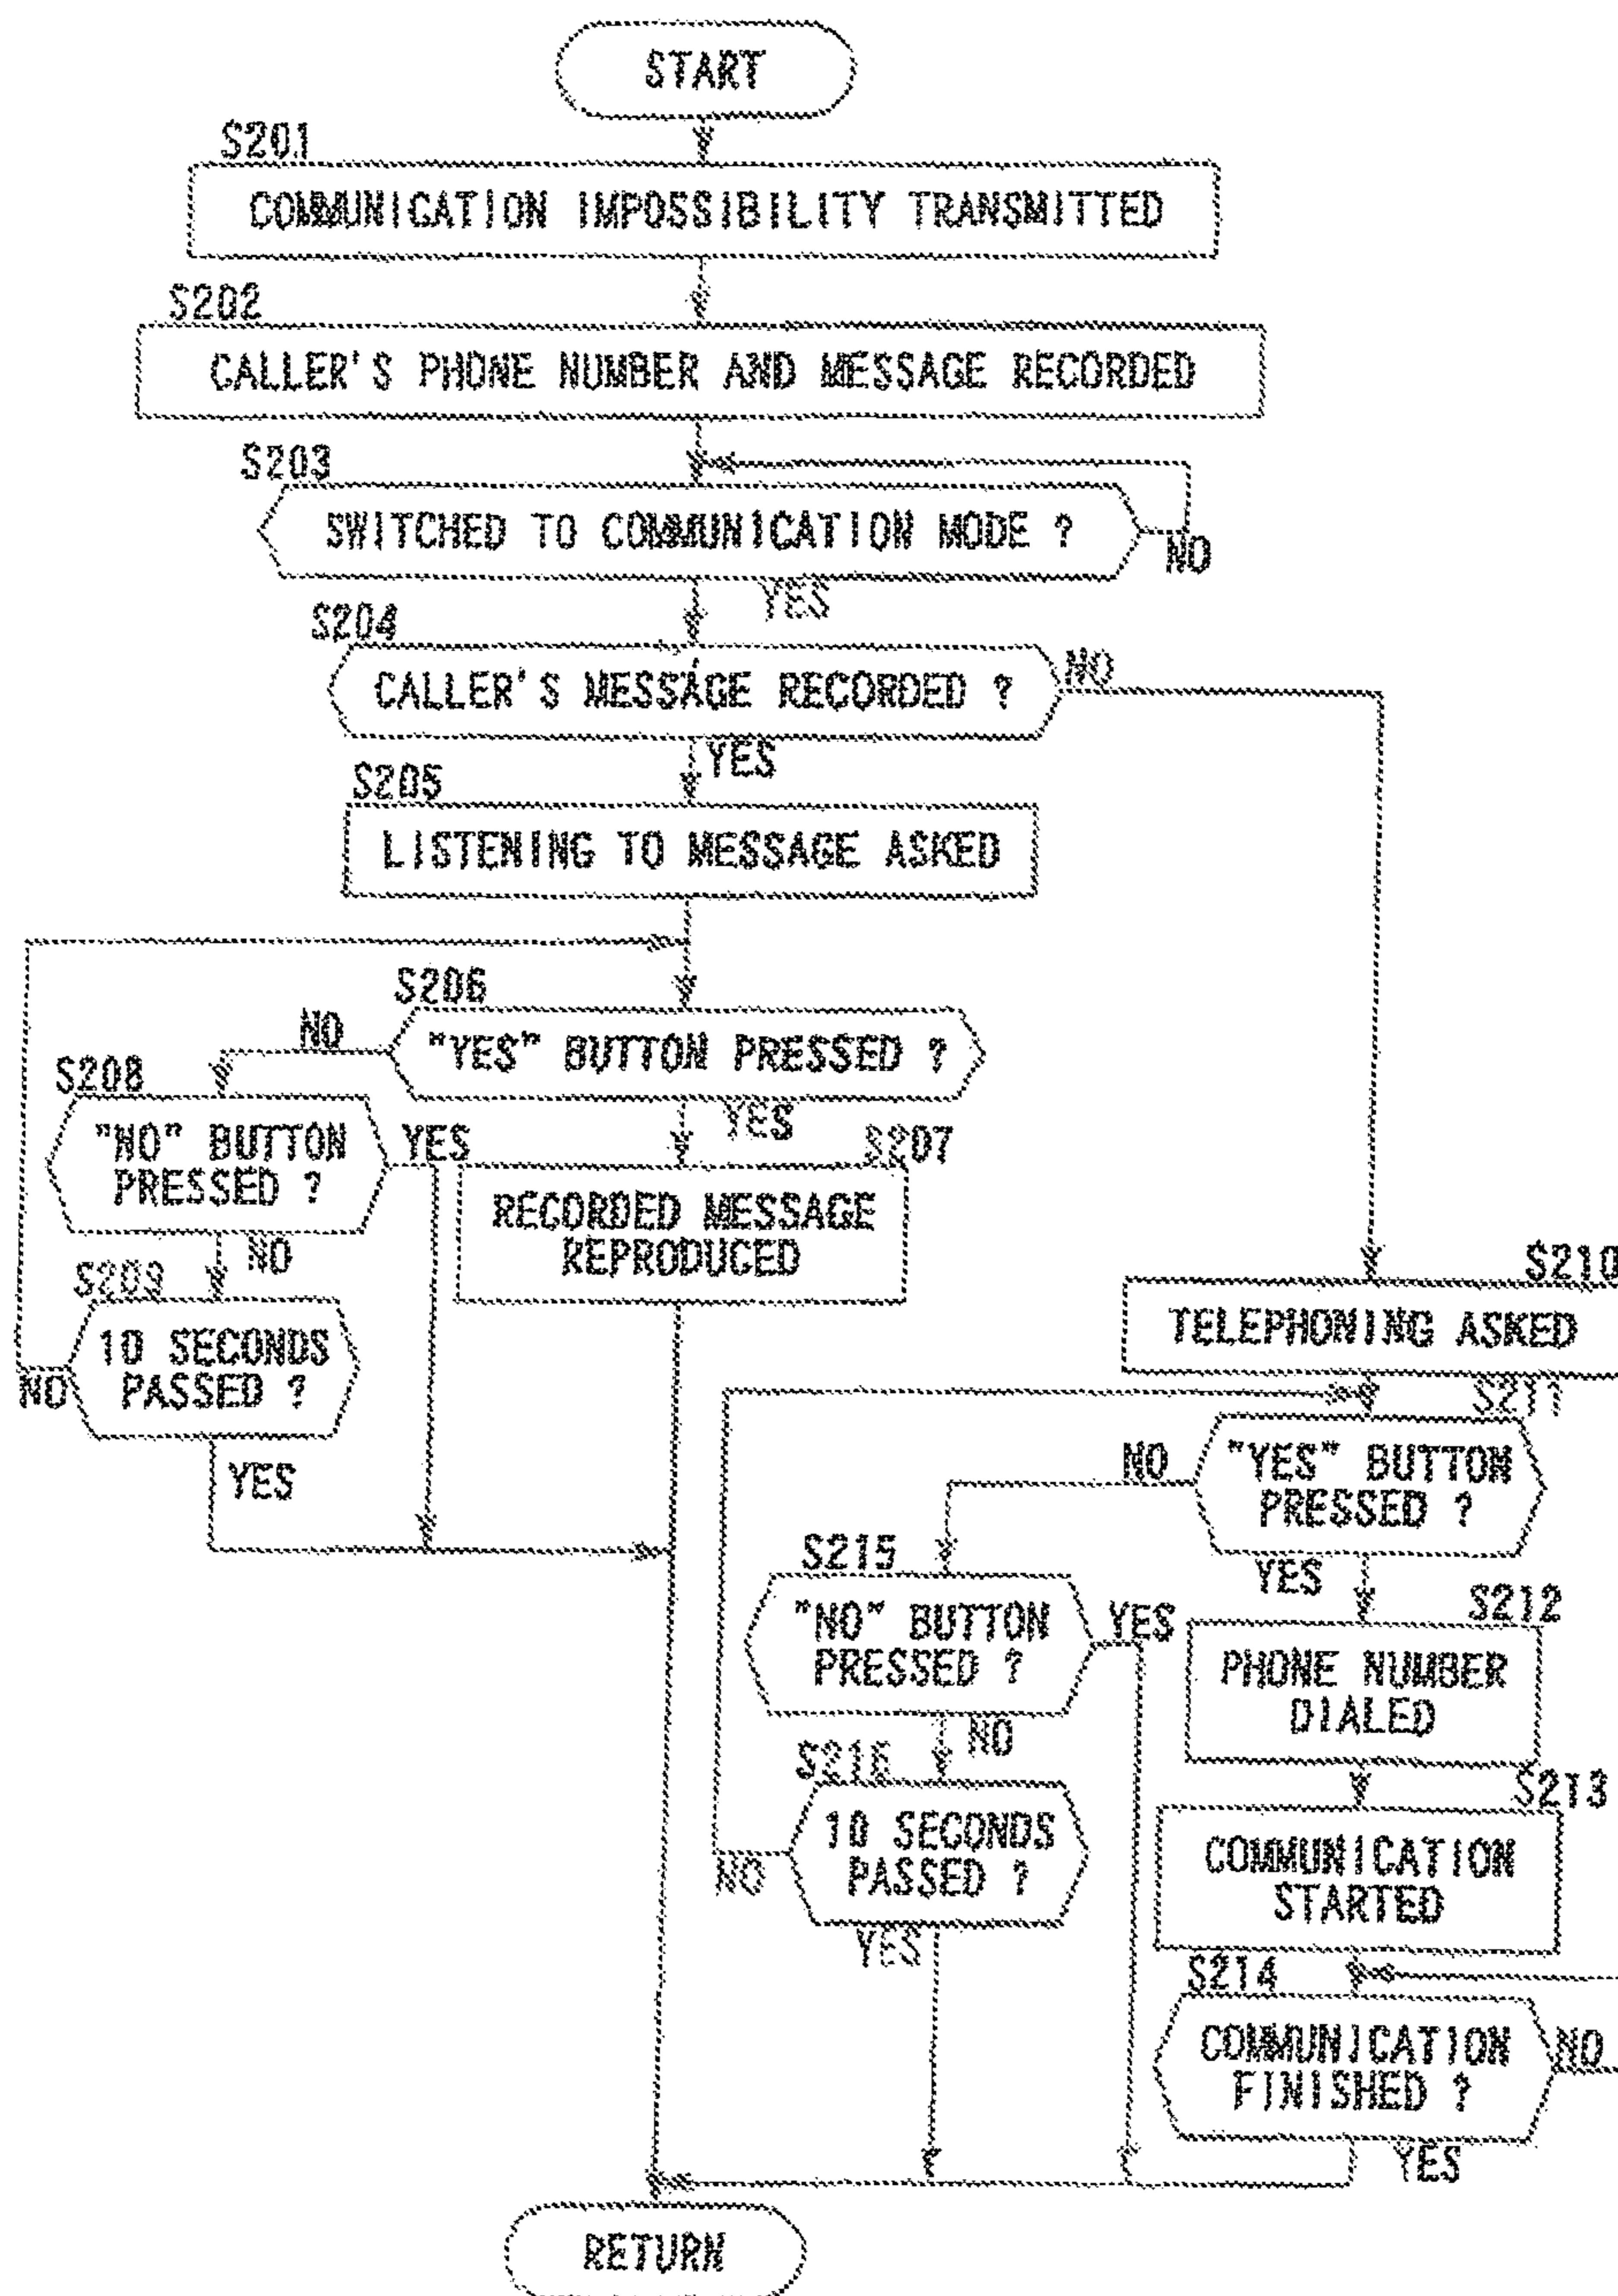 START
S201
COMMUNICATION IMPOSSIBILITY TRANSMITTED
S202
CALLER'S PHONE NUMBER AND MESSAGE RECORDED
S203
SWITCHED TO COMMUNICATION MODE ?
NO
YES
S204
CALLER'S MESSAGE RECORDED ?
NO
YES
S205
LISTENING TO MESSAGE ASKED
S206
"YES" BUTTON PRESSED ?
NO
YES
S208
"NO" BUTTON
PRESSED ?
YES
NO
S207
RECORDED MESSAGE
REPRODUCED
S209
10 SECONDS
PASSED ?
NO
YES
S210
TELEPHONING ASKED
S211
"YES" BUTTON
PRESSED ?
NO
YES
S215
"NO" BUTTON
PRESSED ?
YES
NO
S212
PHONE NUMBER
DIALED
S216
10 SECONDS
PASSED ?
NO
YES
S213
COMMUNICATION
STARTED
S214
COMMUNICATION
FINISHED ?
NO
YES
RETURN